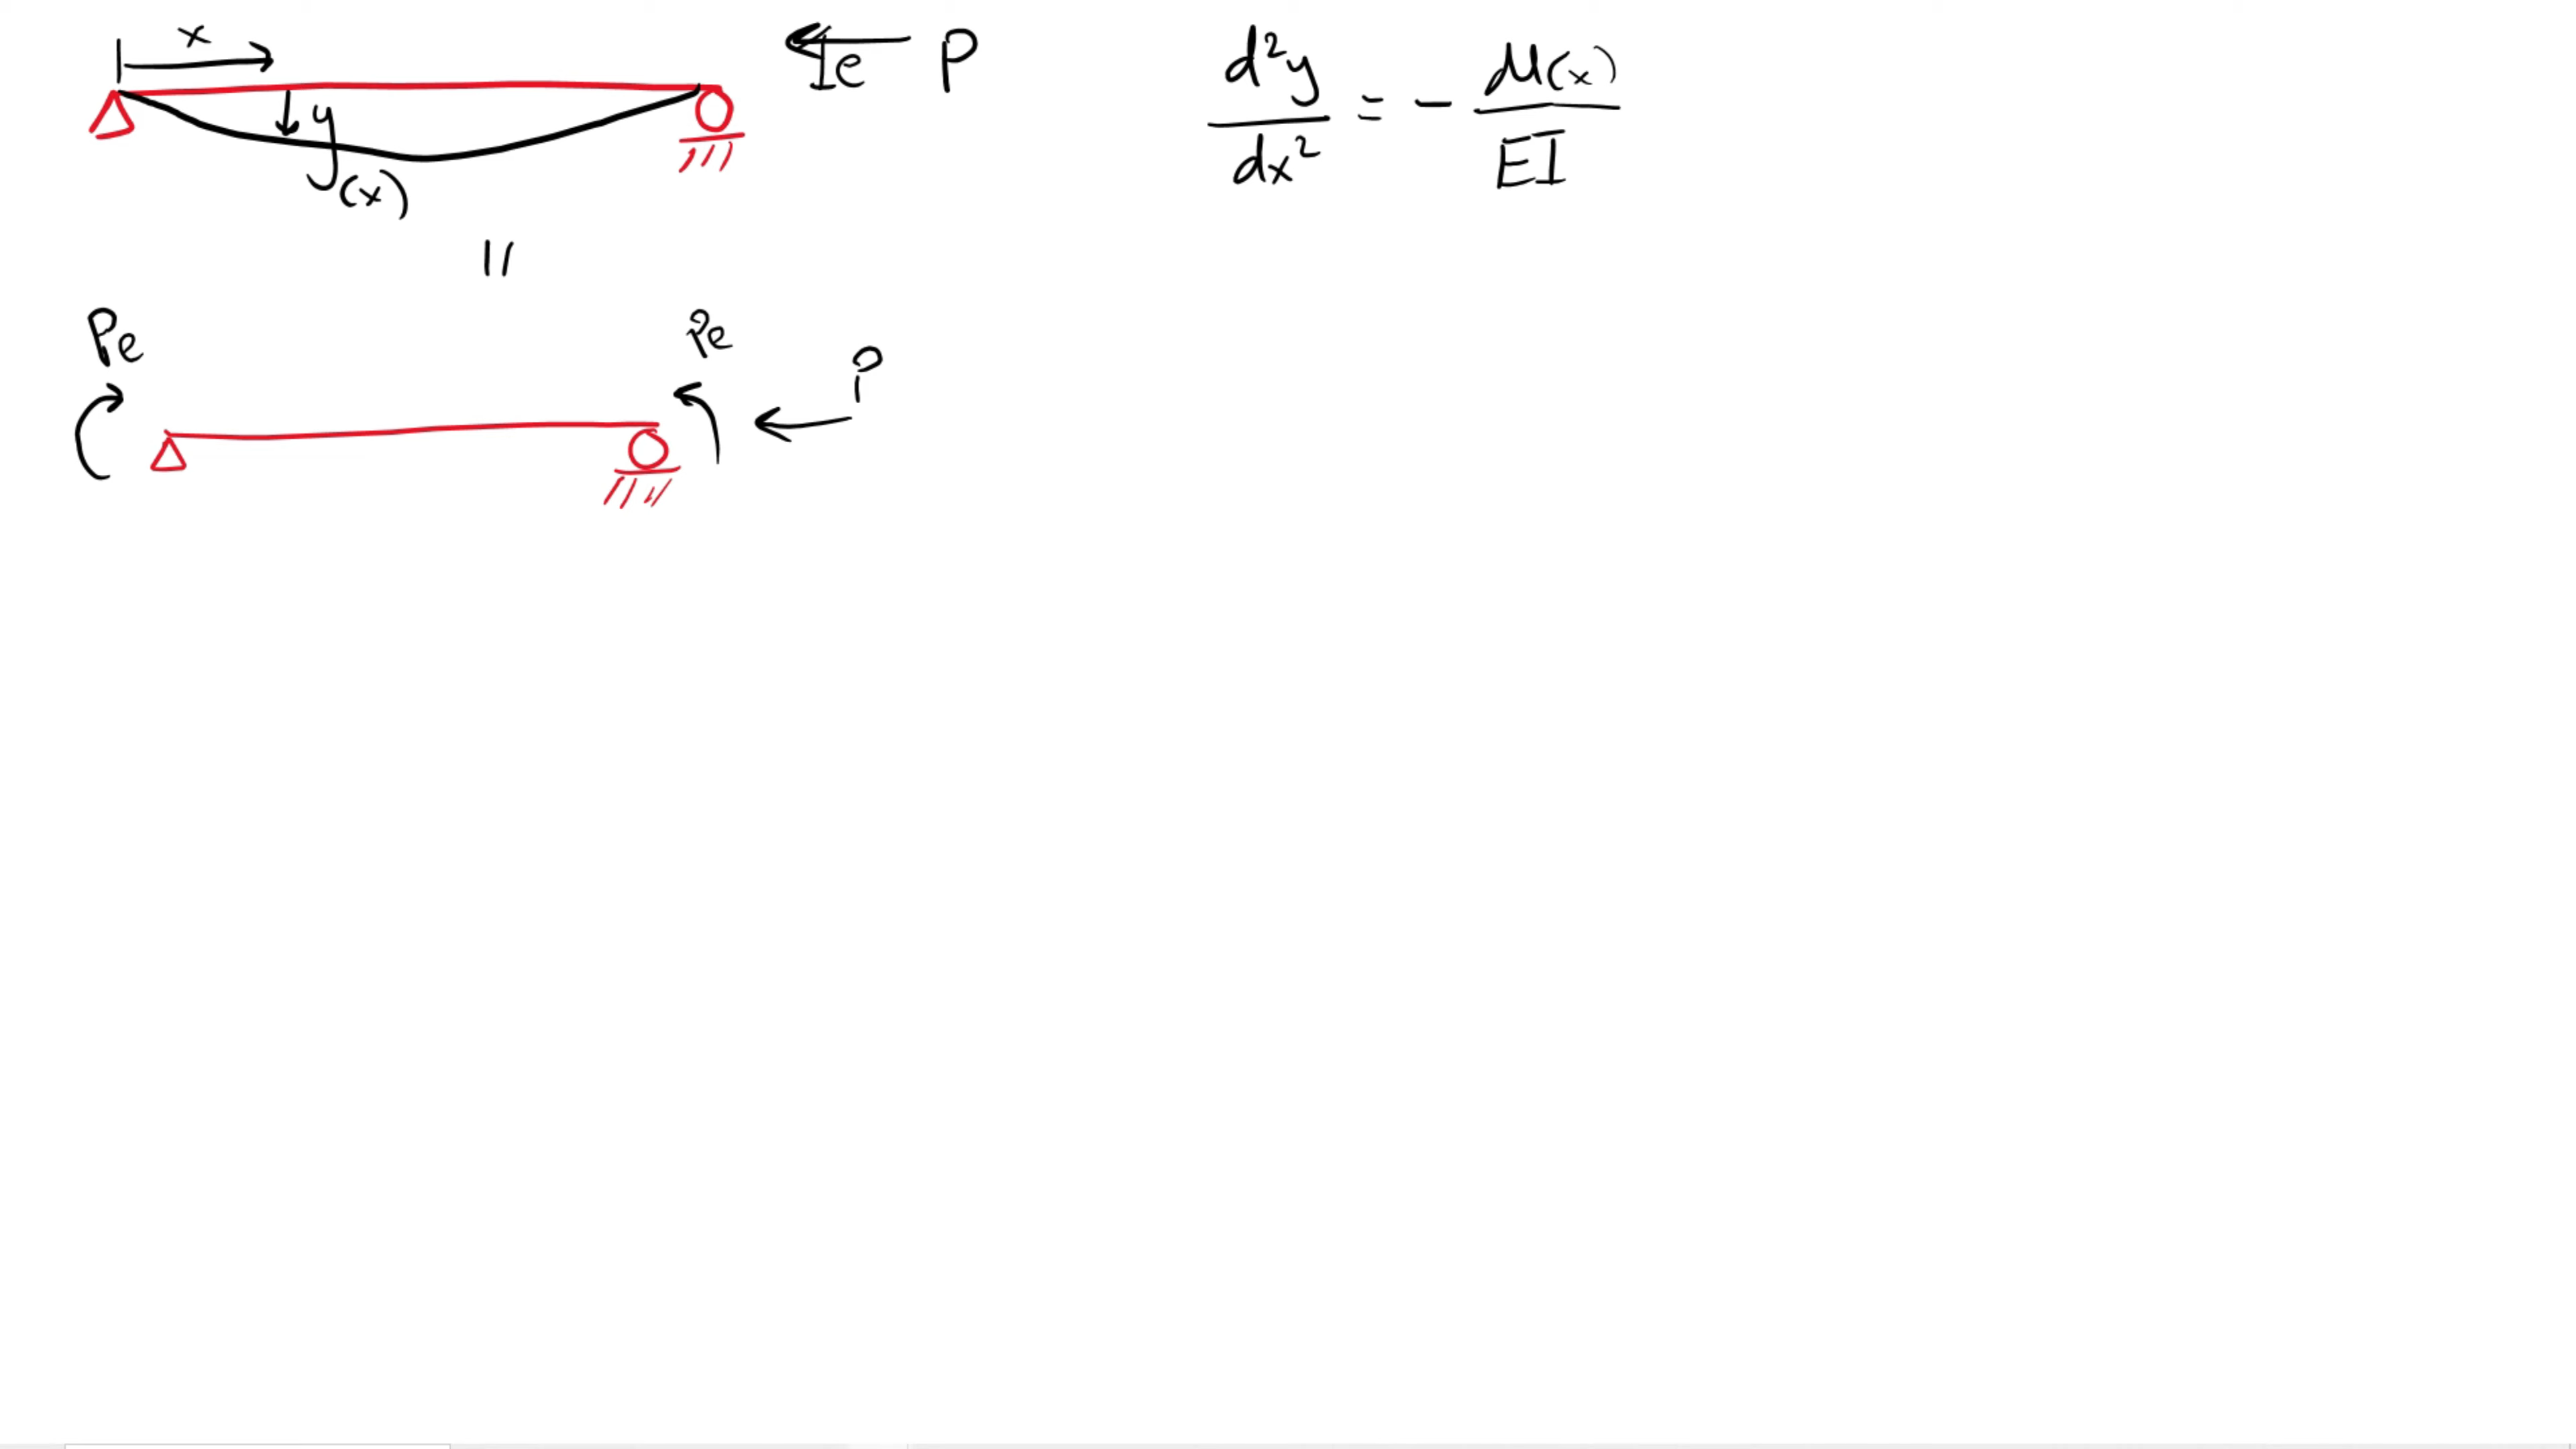 x
e P
y(x)
d²y/dx² = - M(x)/EI
Pe Pe P